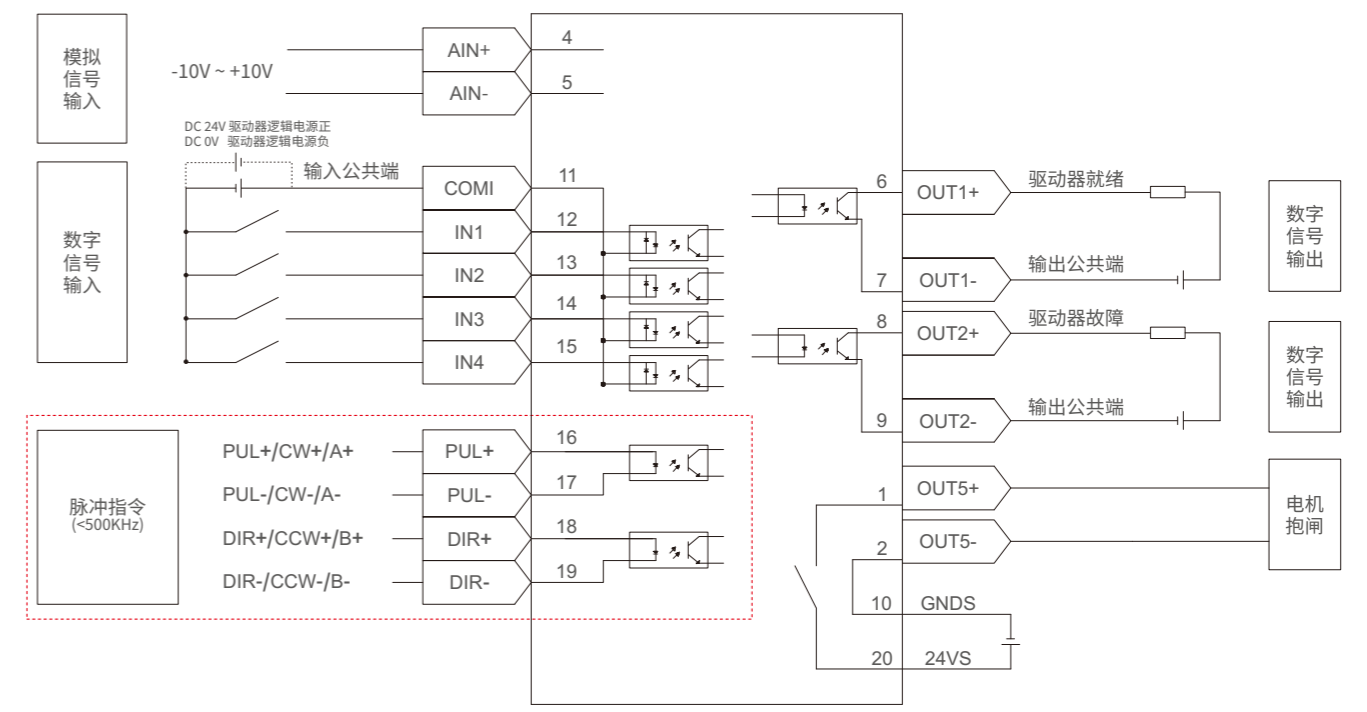 模拟
信号
输入
-10V ~ +10V
AIN+
4
AIN-
5
DC 24V 驱动器逻辑电源正
DC 0V 驱动器逻辑电源负
输入公共端
数字
信号
输入
COMI
11
IN1
12
IN2
13
IN3
14
IN4
15
脉冲指令
(<500KHz)
PUL+/CW+/A+
PUL+
16
PUL-/CW-/A-
PUL-
17
DIR+/CCW+/B+
DIR+
18
DIR-/CCW-/B-
DIR-
19
6
OUT1+
驱动器就绪
7
OUT1-
输出公共端
数字
信号
输出
8
OUT2+
驱动器故障
9
OUT2-
输出公共端
数字
信号
输出
1
OUT5+
2
OUT5-
电机
抱闸
10
GNDS
20
24VS